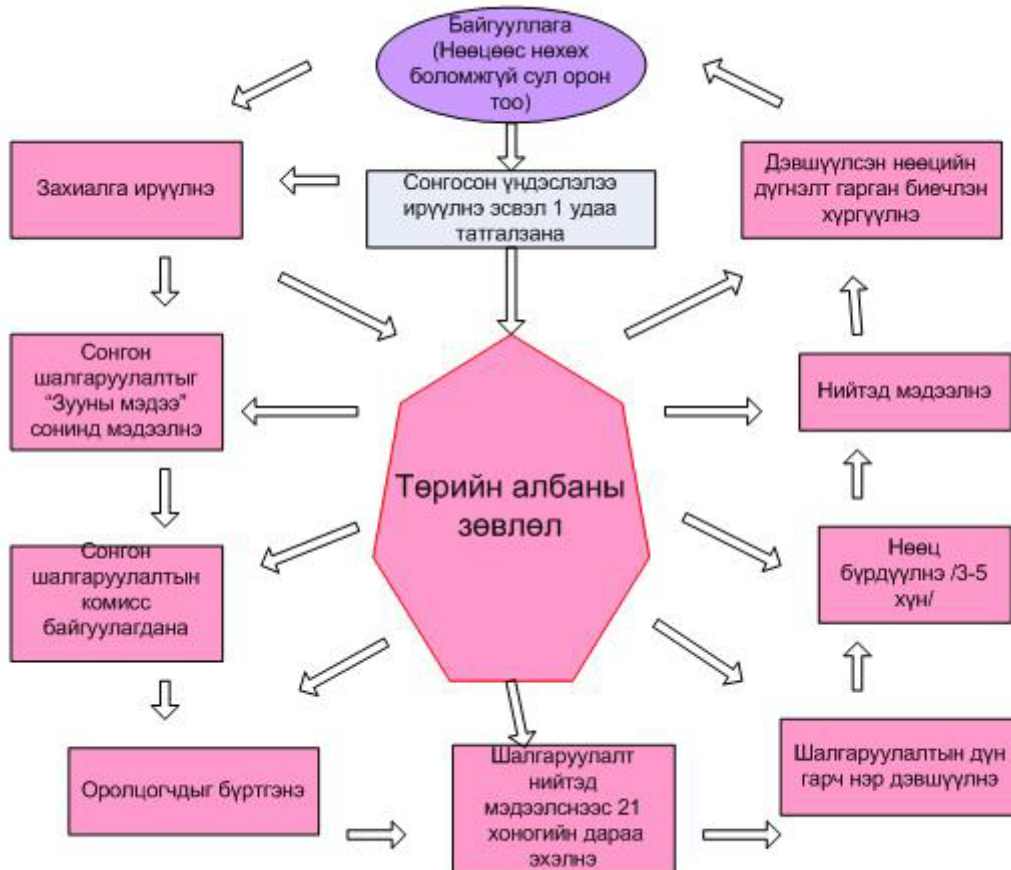 Байгууллага
(Нөөцөөс нөхөх
боломжгүй сул орон
тоо)
Захиалга ирүүлнэ
Сонгосон үндэслэлээ
ирүүлнэ эсвэл 1 удаа
татгалзана
Дэвшүүлсэн нөөцийн
дүгнэлт гарган биечлэн
хүргүүлнэ
Сонгон
шалгаруулалтыг
“Зууны мэдээ”
сонинд мэдээлнэ
Нийтэд мэдээлнэ
Төрийн албаны
зөвлөл
Сонгон
шалгаруулалтын
комисс
байгуулагдана
Нөөц
бүрдүүлнэ /3-5
хүн/
Оролцогчдыг бүртгэнэ
Шалгаруулалт
нийтэд
мэдээлснээс 21
хоногийн дараа
эхэлнэ
Шалгаруулалтын дүн
гарч нэр дэвшүүлнэ